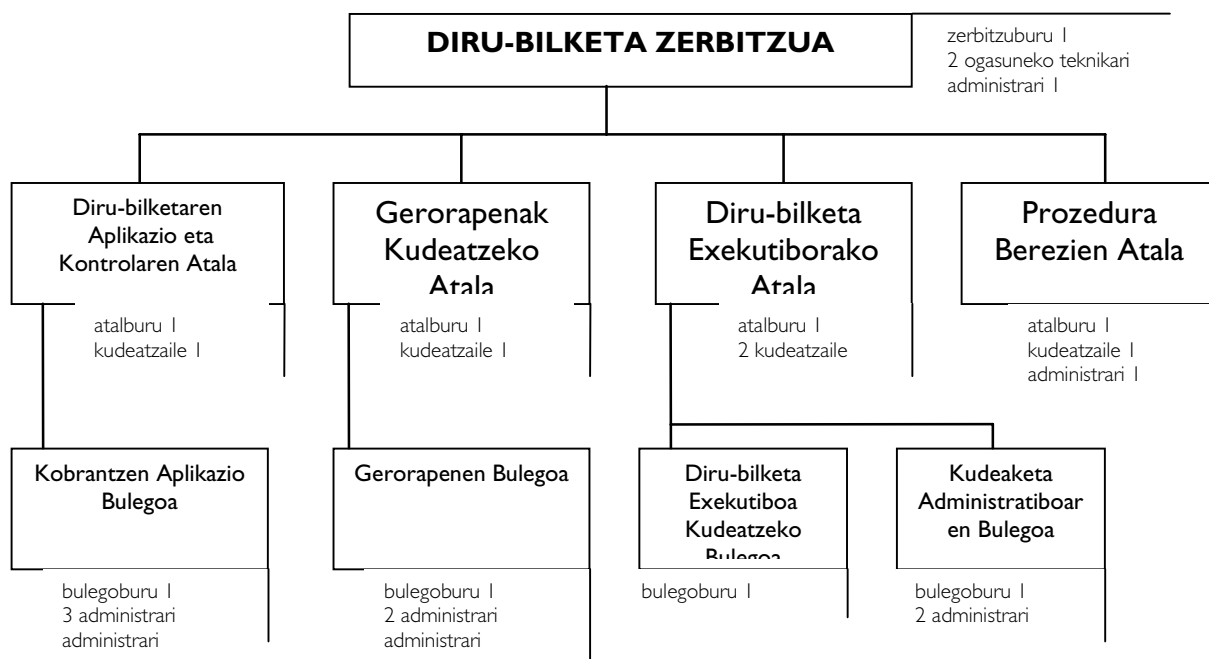 DIRU-BILKETA ZERBITZUA
zerbitzuburu 1
2 ogasuneko teknikari
administrari 1
Diru-bilketaren
Aplikazio eta
Kontrolaren Atala
atalburu 1
kudeatzaile 1
Gerorapenak
Kudeatzeko
Atala
atalburu 1
kudeatzaile 1
Diru-bilketa
Exekutiborako
Atala
atalburu 1
2 kudeatzaile
Prozedura
Berezien Atala
atalburu 1
kudeatzaile 1
administrari 1
Kobrantzen Aplikazio
Bulegoa
bulegoburu 1
3 administrari
administrari
Gerorapenen Bulegoa
bulegoburu 1
2 administrari
administrari
Diru-bilketa
Exekutiboa
Kudeatzeko
Bulegoa
bulegoburu 1
Kudeaketa
Administratiboar
en Bulegoa
bulegoburu 1
2 administrari